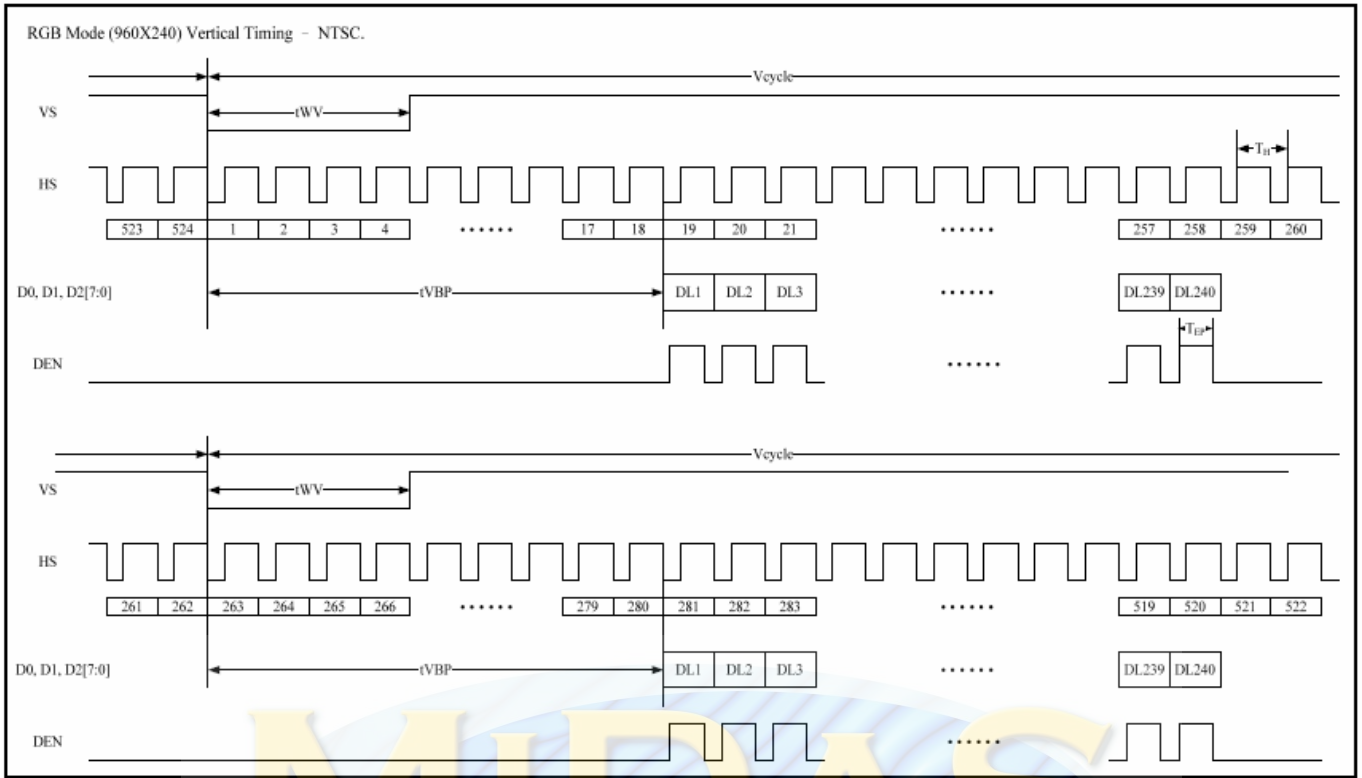 RGB Mode (960X240) Vertical Timing - NTSC.
Vcycle
VS
tWV
HS
TH
523 524 1 2 3 4 ······ 17 18 19 20 21 ······ 257 258 259 260
D0, D1, D2[7:0]
tVBP
DL1 DL2 DL3 ······ DL239 DL240
TEP
DEN
······
Vcycle
VS
tWV
HS
261 262 263 264 265 266 ······ 279 280 281 282 283 ······ 519 520 521 522
D0, D1, D2[7:0]
tVBP
DL1 DL2 DL3 ······ DL239 DL240
DEN
······
MIDAS